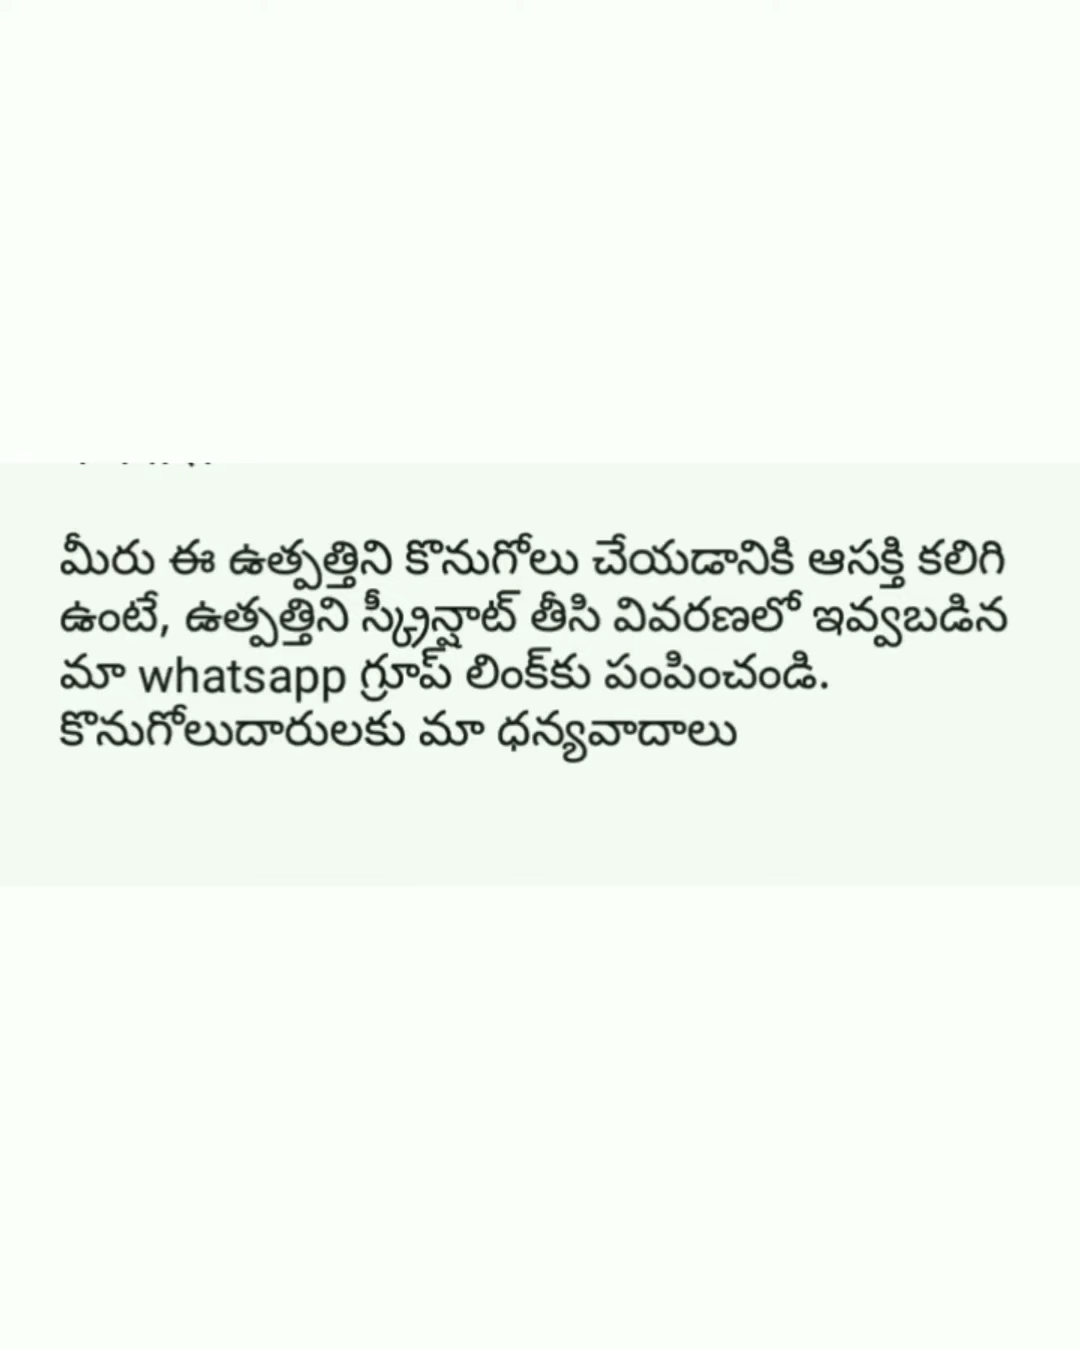 మీరు ఈ ఉత్పత్తిని కొనుగోలు చేయడానికి ఆసక్తి కలిగి
ఉంటే, ఉత్పత్తిని స్క్రీన్షాట్ తీసి వివరణలో ఇవ్వబడిన
మా whatsapp గ్రూప్ లింక్‌కు పంపించండి.
కొనుగోలుదారులకు మా ధన్యవాదాలు